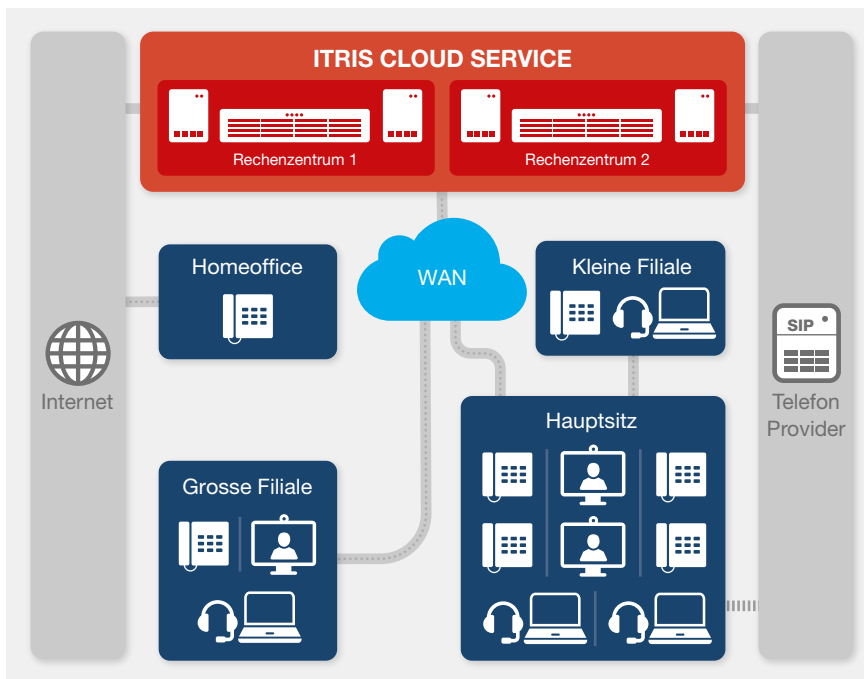 ITRIS CLOUD SERVICE
Rechenzentrum 1
Rechenzentrum 2
Homeoffice
WAN
Kleine Filiale
Internet
SIP
Telefon
Provider
Hauptsitz
Grosse Filiale